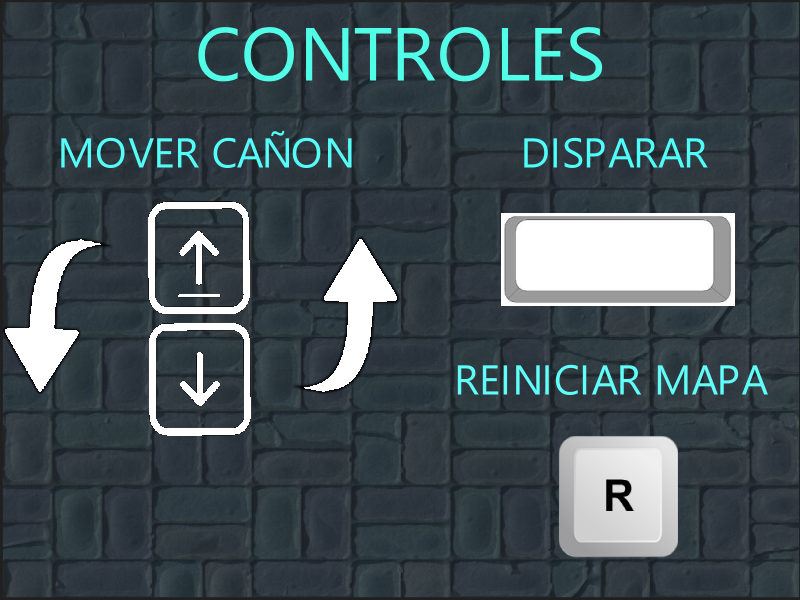 CONTROLES
MOVER CAÑON
DISPARAR
REINICIAR MAPA
R